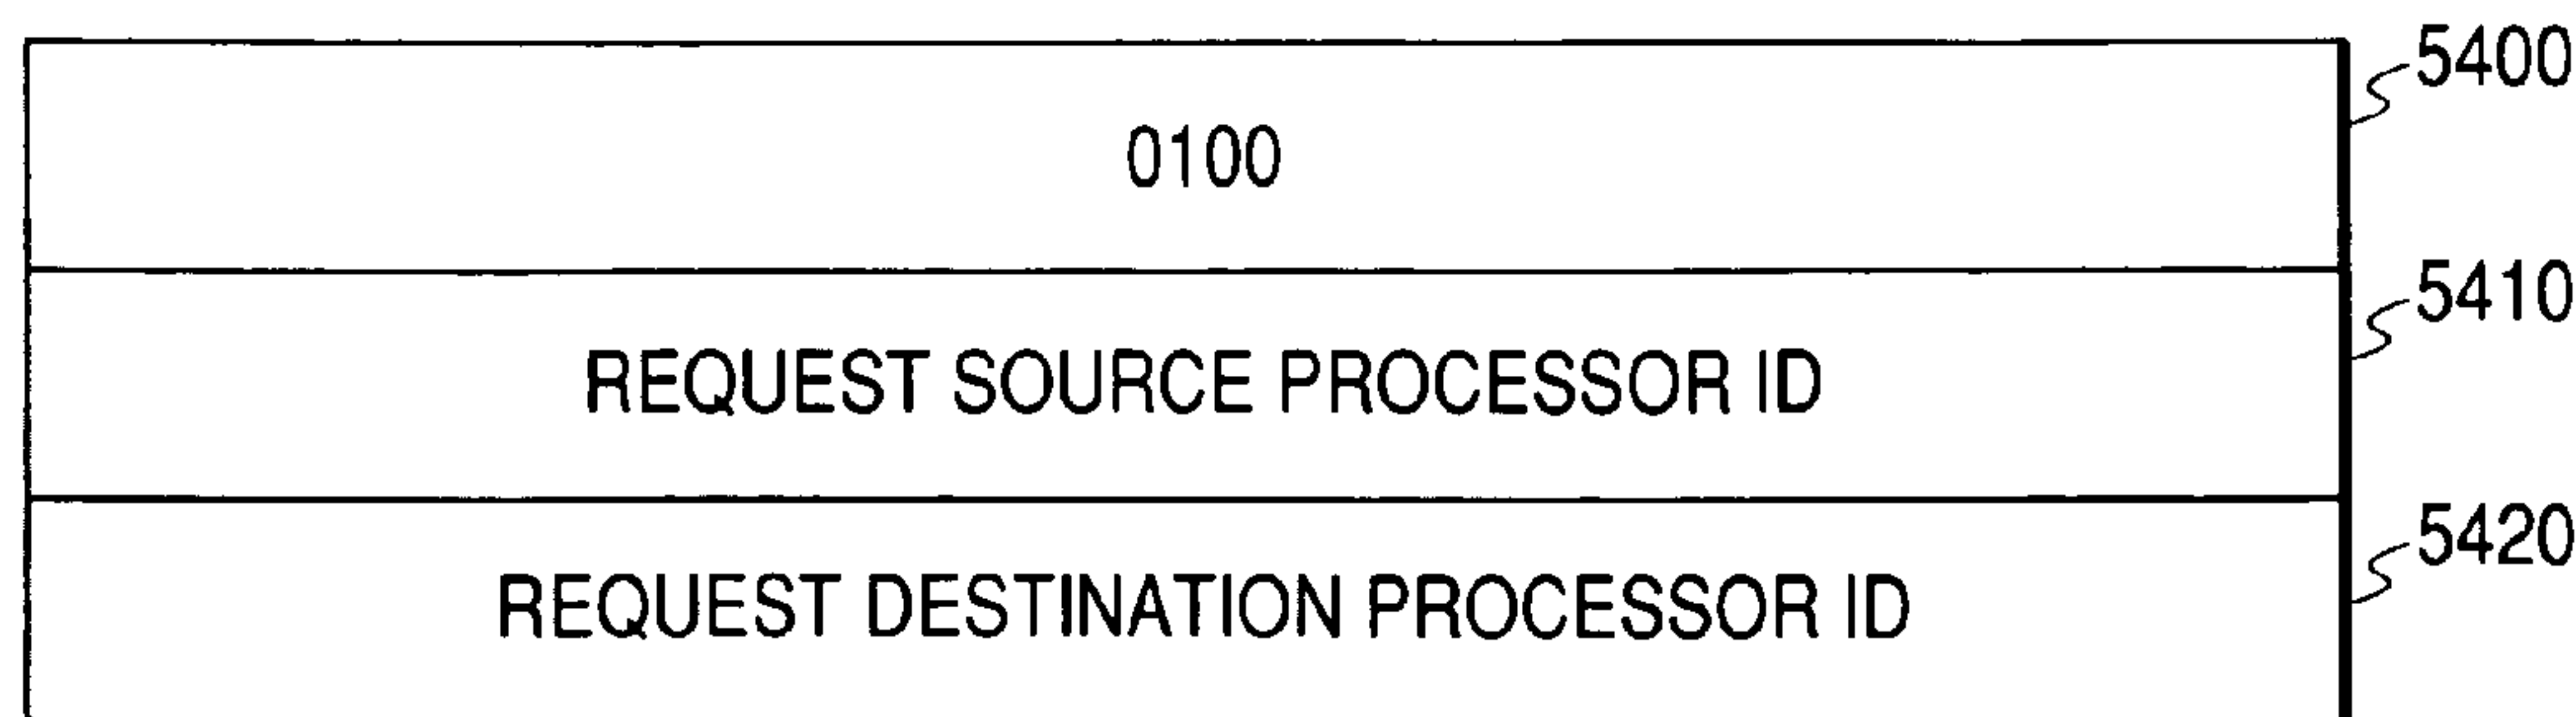 5400
0100
5410
REQUEST SOURCE PROCESSOR ID
5420
REQUEST DESTINATION PROCESSOR ID